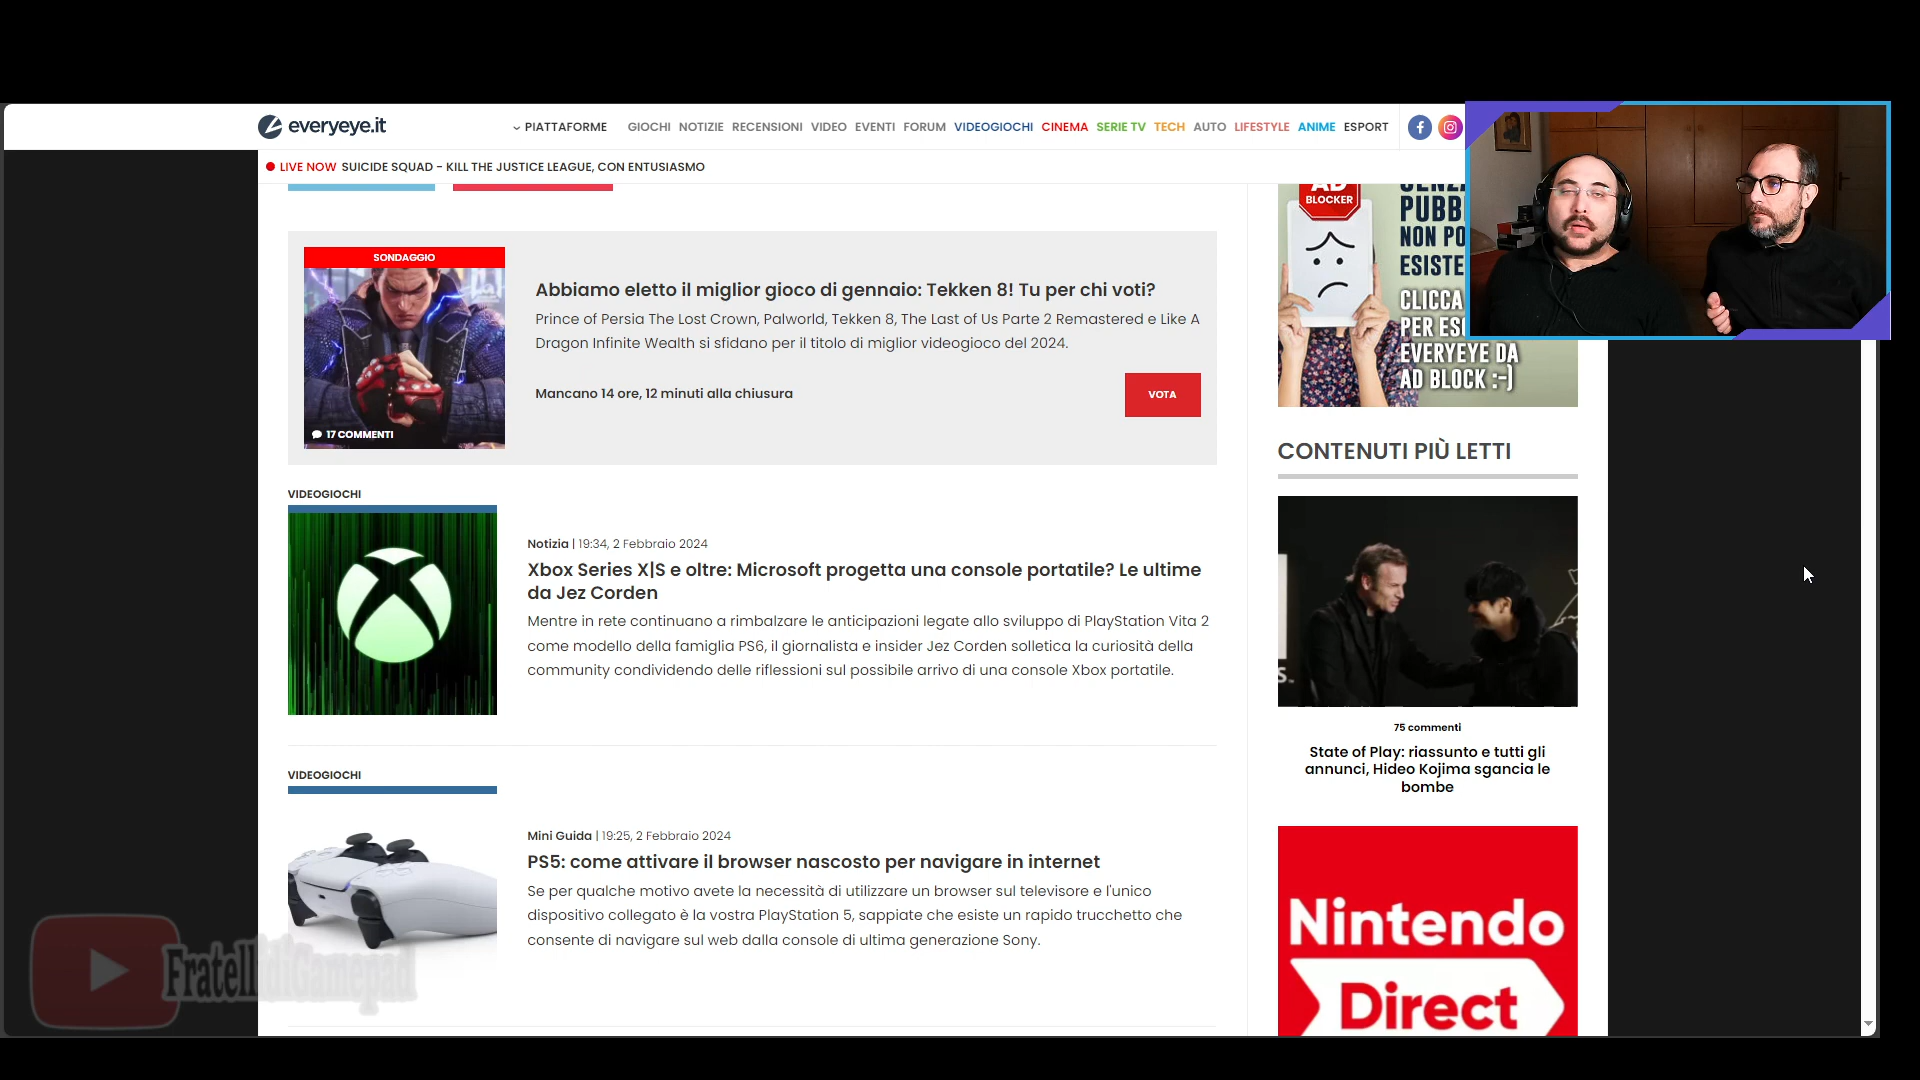 everyeye.it
PIATTAFORME GIOCHI NOTIZIE RECENSIONI VIDEO EVENTI FORUM VIDEOGIOCHI CINEMA SERIE TV TECH AUTO LIFESTYLE ANIME ESPORT
LIVE NOW SUICIDE SQUAD - KILL THE JUSTICE LEAGUE, CON ENTUSIASMO
SONDAGGIO
17 COMMENTI
Abbiamo eletto il miglior gioco di gennaio: Tekken 8! Tu per chi voti?
Prince of Persia The Lost Crown, Palworld, Tekken 8, The Last of Us Parte 2 Remastered e Like A
Dragon Infinite Wealth si sfidano per il titolo di miglior videogioco del 2024.
Mancano 14 ore, 12 minuti alla chiusura
VOTA
VIDEOGIOCHI
Notizia | 19:34, 2 Febbraio 2024
Xbox Series X|S e oltre: Microsoft progetta una console portatile? Le ultime
da Jez Corden
Mentre in rete continuano a rimbalzare le anticipazioni legate allo sviluppo di PlayStation Vita 2
come modello della famiglia PS6, il giornalista e insider Jez Corden solletica la curiosità della
community condividendo delle riflessioni sul possibile arrivo di una console Xbox portatile.
VIDEOGIOCHI
Mini Guida | 19:25, 2 Febbraio 2024
PS5: come attivare il browser nascosto per navigare in internet
Se per qualche motivo avete la necessità di utilizzare un browser sul televisore e l'unico
dispositivo collegato è la vostra PlayStation 5, sappiate che esiste un rapido trucchetto che
consente di navigare sul web dalla console di ultima generazione Sony.
FratellidiGamepad
AD
BLOCKER
PUBB
NON PO
ESISTE
CLICCA
PER ES
EVERYEYE DA
AD BLOCK :-)
CONTENUTI PIÙ LETTI
75 commenti
State of Play: riassunto e tutti gli
annunci, Hideo Kojima sgancia le
bombe
Nintendo
Direct